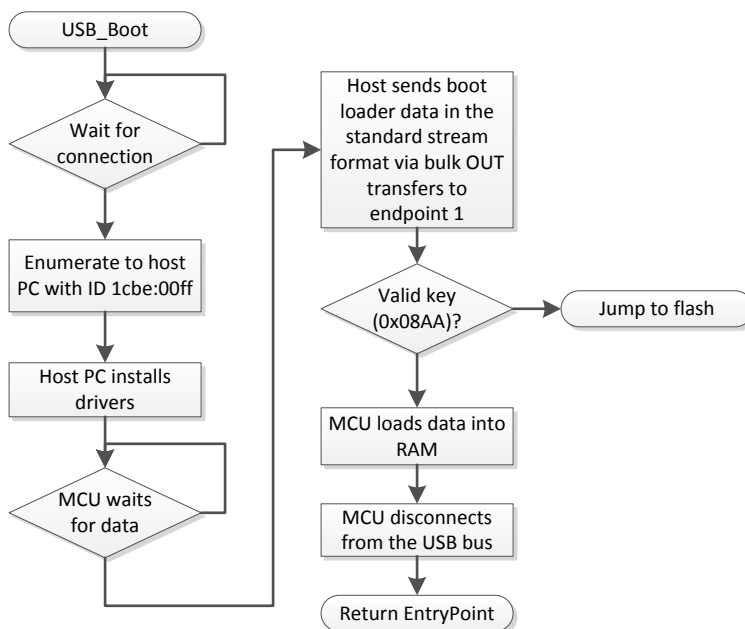 USB_Boot
Wait for
connection
Enumerate to host
PC with ID 1cbe:00ff
Host PC installs
drivers
MCU waits
for data
Host sends boot
loader data in the
standard stream
format via bulk OUT
transfers to
endpoint 1
Valid key
(0x08AA)?
Jump to flash
MCU loads data into
RAM
MCU disconnects
from the USB bus
Return EntryPoint